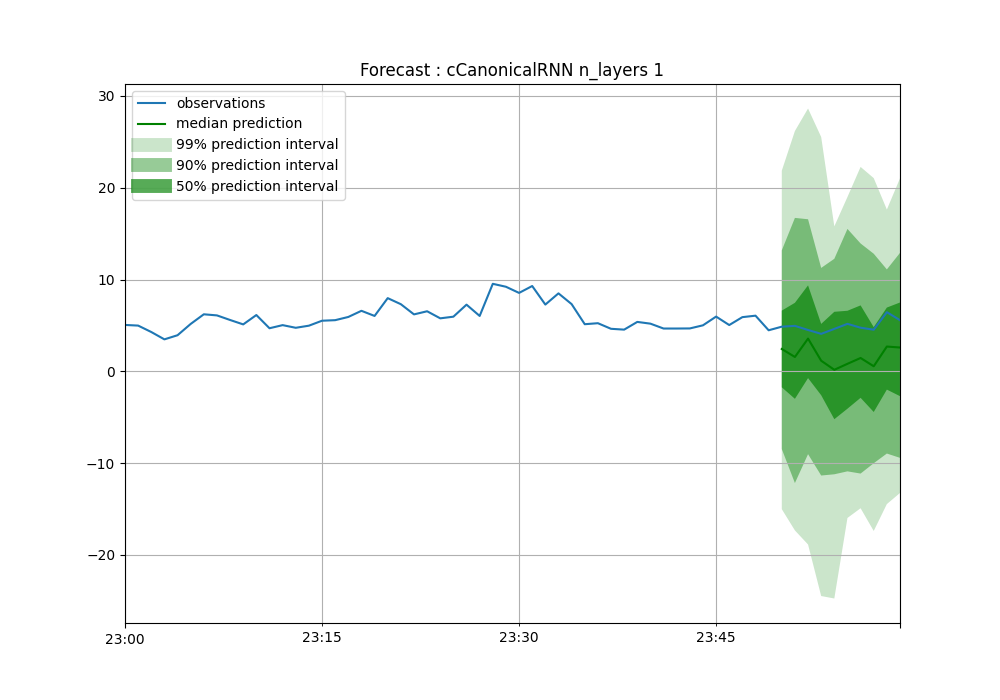 Forecast : cCanonicalRNN n_layers 1
observations
median prediction
99% prediction interval
90% prediction interval
50% prediction interval
30
20
10
0
−10
−20
23:00
23:15
23:30
23:45